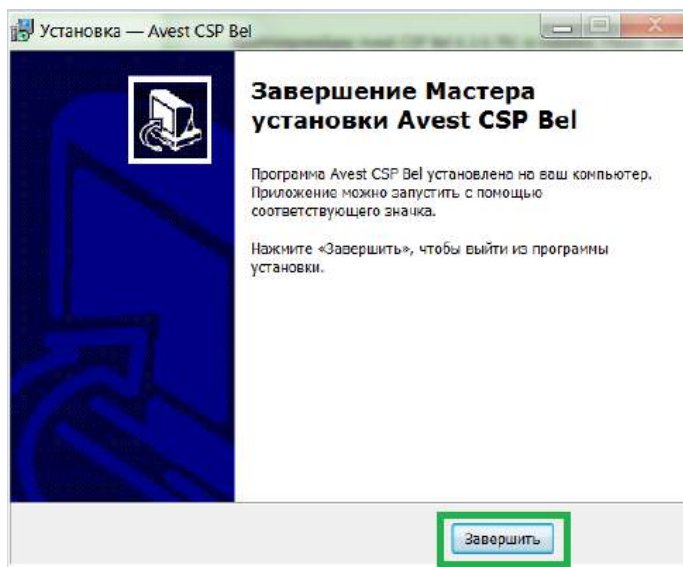 Установка — Avest CSP Bel
Завершение Мастера
установки Avest CSP Bel
Программа Avest CSP Bel установлена на ваш компьютер.
Приложение можно запустить с помощью
соответствующего значка.
Нажмите «Завершить», чтобы выйти из программы
установки.
Завершить